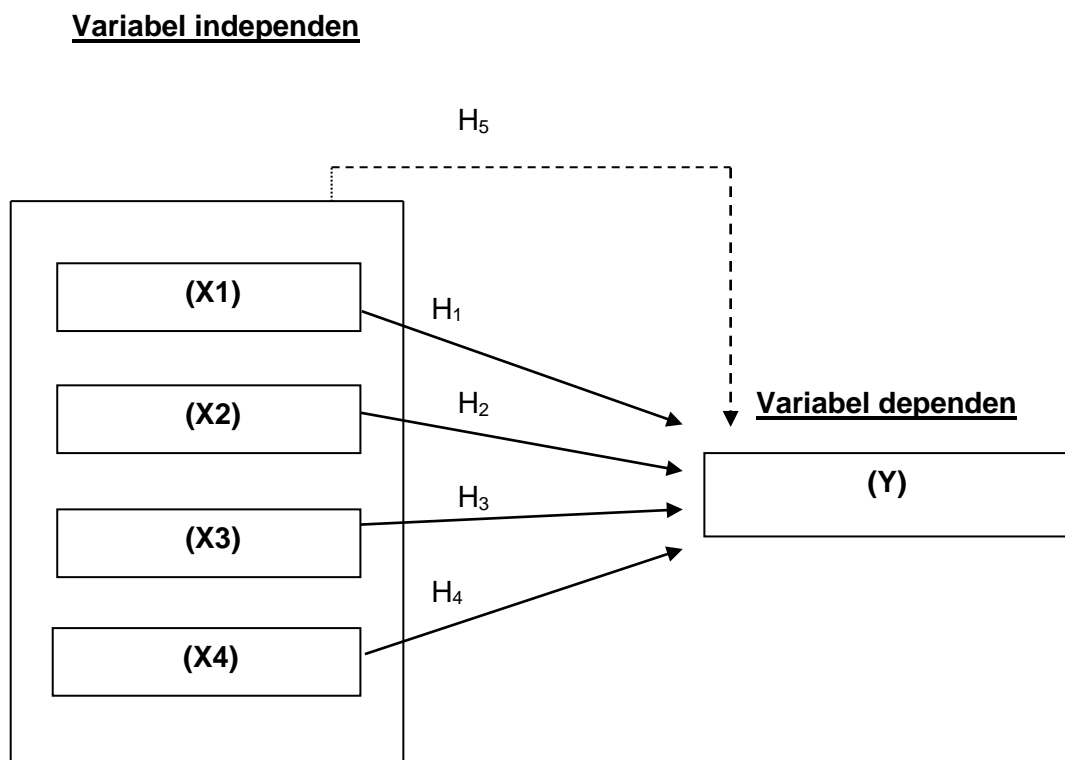 Variabel independen
H₅
(X1)
H₁
(X2)
H₂
Variabel dependen
(Y)
H₃
(X3)
H₄
(X4)